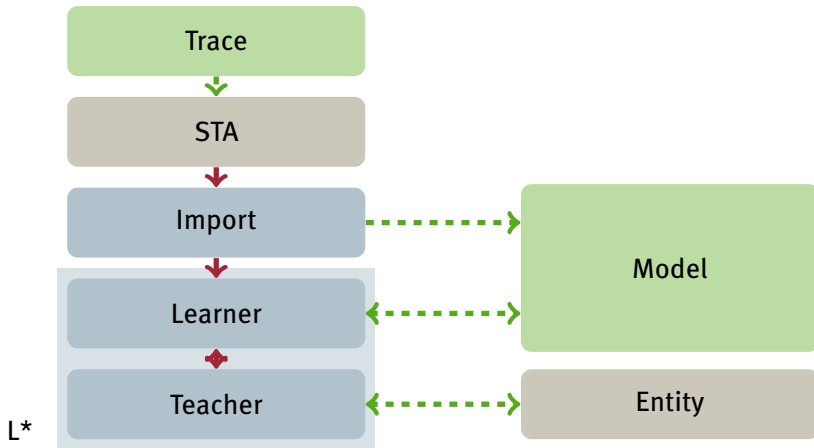 Trace
STA
Import
Model
Learner
Teacher
Entity
L*